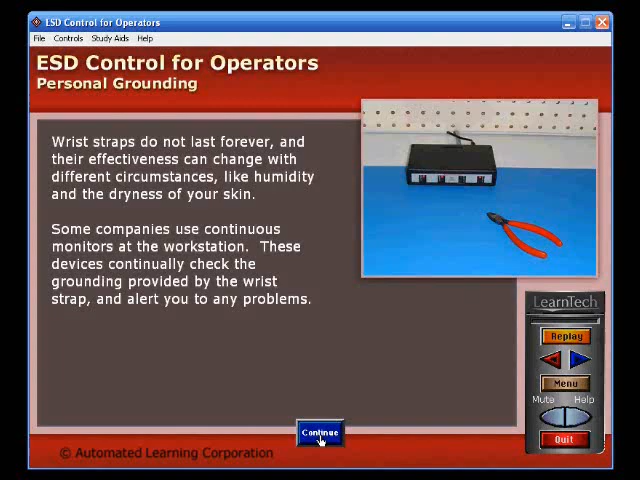 ESD Control for Operators
File Controls Study Aids Help
ESD Control for Operators
Personal Grounding
Wrist straps do not last forever, and
their effectiveness can change with
different circumstances, like humidity
and the dryness of your skin.
Some companies use continuous
monitors at the workstation.  These
devices continually check the
grounding provided by the wrist
strap, and alert you to any problems.
LearnTech
Replay
Menu
Mute Help
Quit
Continue
© Automated Learning Corporation